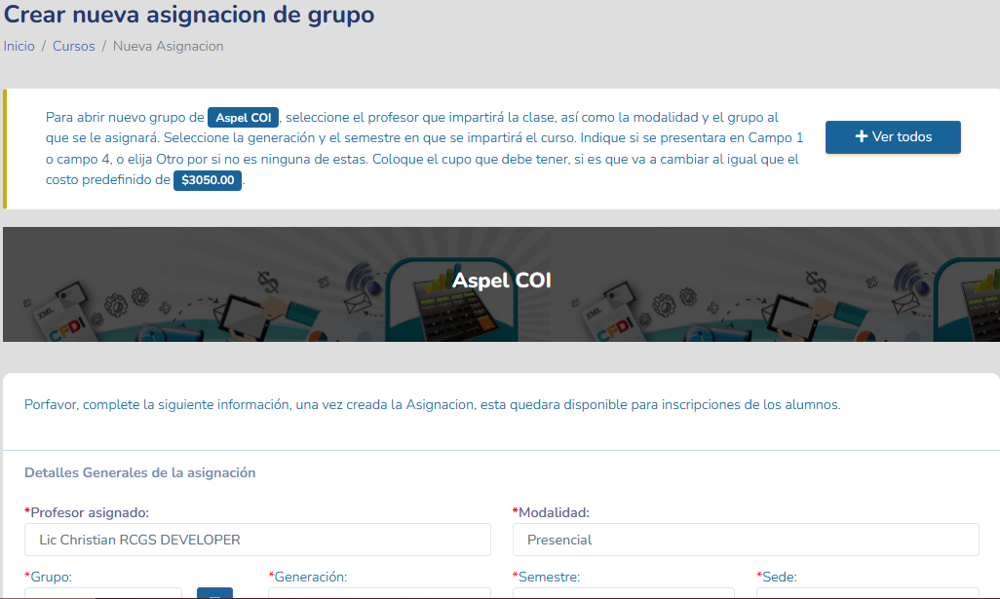 Crear nueva asignacion de grupo
Inicio / Cursos / Nueva Asignacion
Para abrir nuevo grupo de Aspel COI, seleccione el profesor que impartirá la clase, así como la modalidad y el grupo al
que se le asignará. Seleccione la generación y el semestre en que se impartirá el curso. Indique si se presentara en Campo 1
o campo 4, o elija Otro por si no es ninguna de estas. Coloque el cupo que debe tener, si es que va a cambiar al igual que el
costo predefinido de $3050.00.
+ Ver todos
Aspel COI
XML
CFDI
XML
CFDI
Porfavor, complete la siguiente información, una vez creada la Asignacion, esta quedara disponible para inscripciones de los alumnos.
Detalles Generales de la asignación
*Profesor asignado:
*Modalidad:
Lic Christian RCGS DEVELOPER
Presencial
*Grupo:
*Generación:
*Semestre:
*Sede: